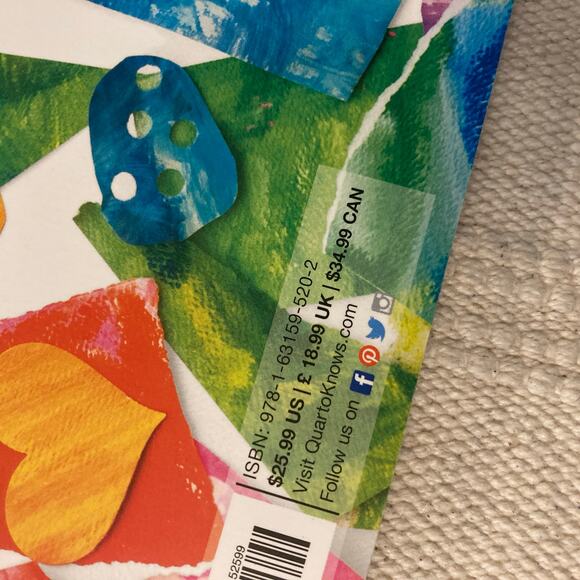 ISBN: 978-1-63159-520-2
$25.99 US | £ 18.99 UK | $34.99 CAN
Visit QuartoKnows.com
Follow us on
52599